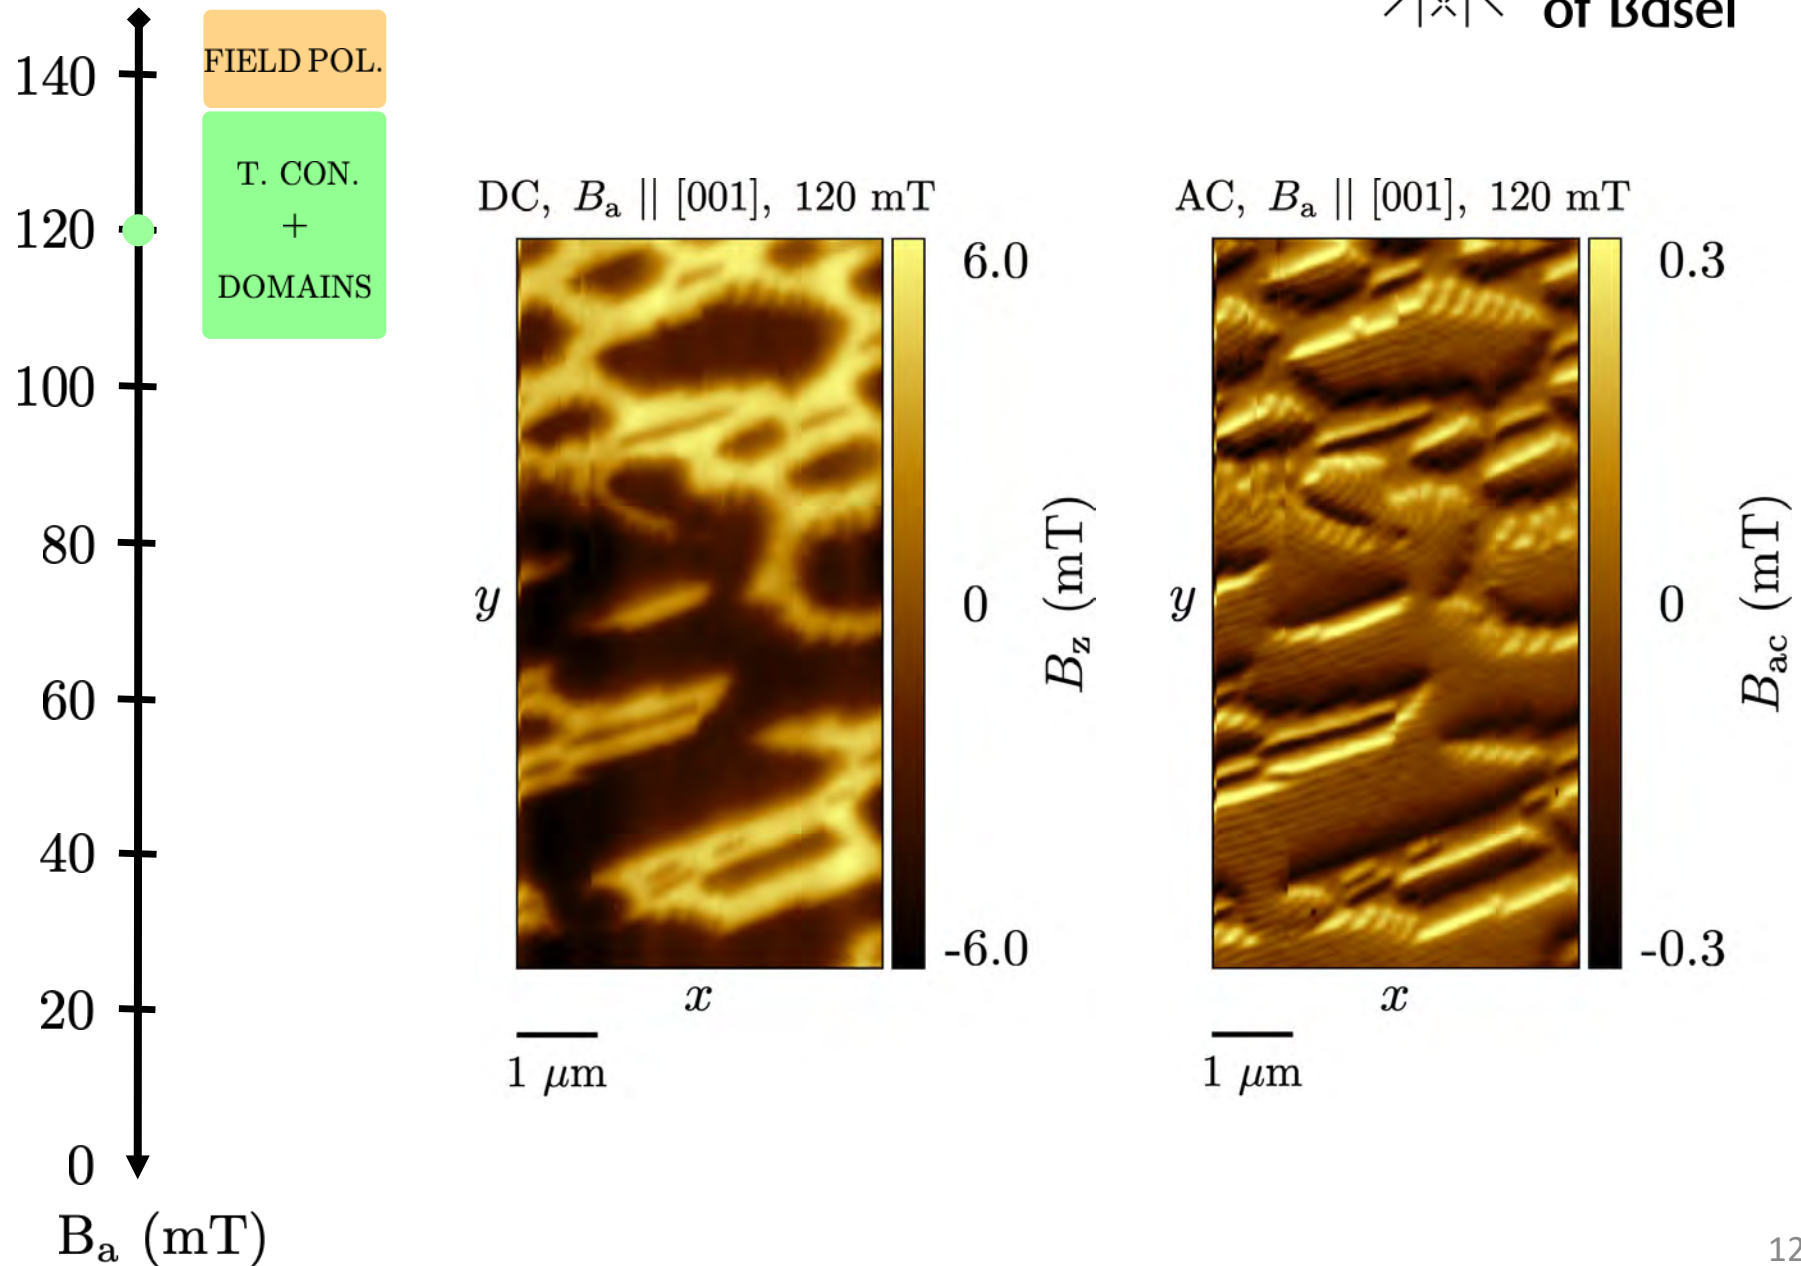 of Basel
140
120
100
80
60
40
20
0
Bₐ (mT)
FIELD POL.
T. CON.
+
DOMAINS
DC, Bₐ || [001], 120 mT
6.0
0
-6.0
B_z (mT)
y
x
1 μm
AC, Bₐ || [001], 120 mT
0.3
0
-0.3
B_ac (mT)
y
x
1 μm
12